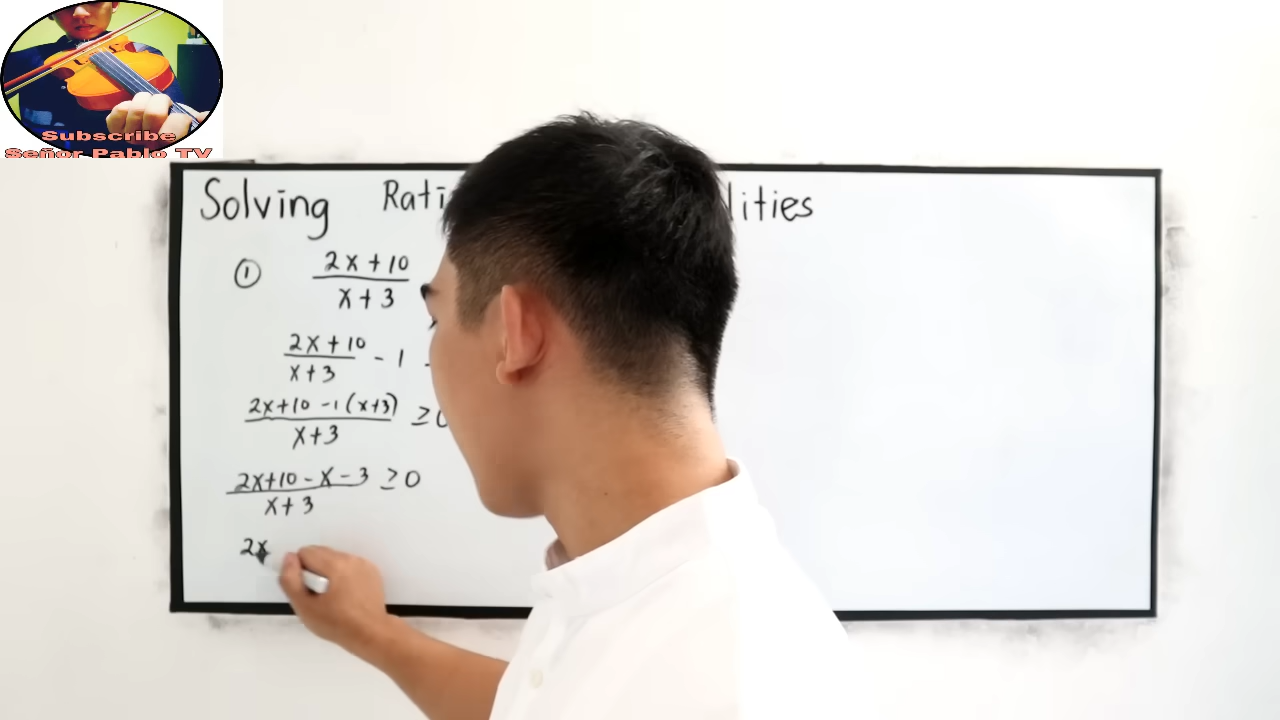 Subscribe
Señor Pablo TV
Solving Rati lities
① 2x + 10
x + 3
2x + 10
x + 3 - 1
2x+10 -1(x+3)
x+3 ≥ 0
2x+10 - x - 3 ≥ 0
x + 3
2x